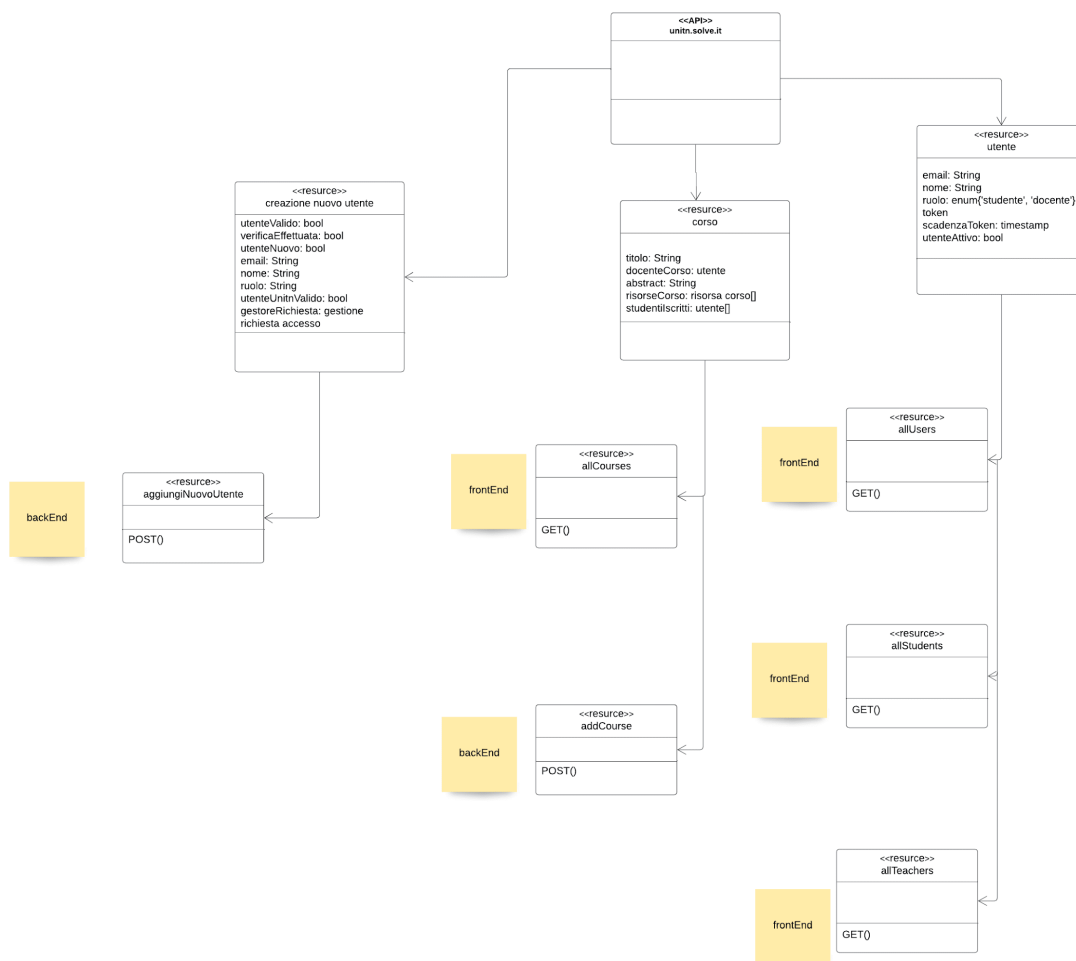 <<API>>
unitn.solve.it
<<resurce>>
utente
email: String
nome: String
ruolo: enum{'studente', 'docente'}
token
scadenzaToken: timestamp
utenteAttivo: bool
<<resurce>>
creazione nuovo utente
utenteValido: bool
verificaEffettuata: bool
utenteNuovo: bool
email: String
nome: String
ruolo: String
utenteUnitnValido: bool
gestoreRichiesta: gestione
richiesta accesso
<<resurce>>
corso
titolo: String
docenteCorso: utente
abstract: String
risorseCorso: risorsa corso[]
studentiIscritti: utente[]
<<resurce>>
allUsers
GET()
frontEnd
<<resurce>>
allCourses
GET()
frontEnd
<<resurce>>
aggiungiNuovoUtente
POST()
backEnd
<<resurce>>
allStudents
GET()
frontEnd
<<resurce>>
addCourse
POST()
backEnd
<<resurce>>
allTeachers
GET()
frontEnd